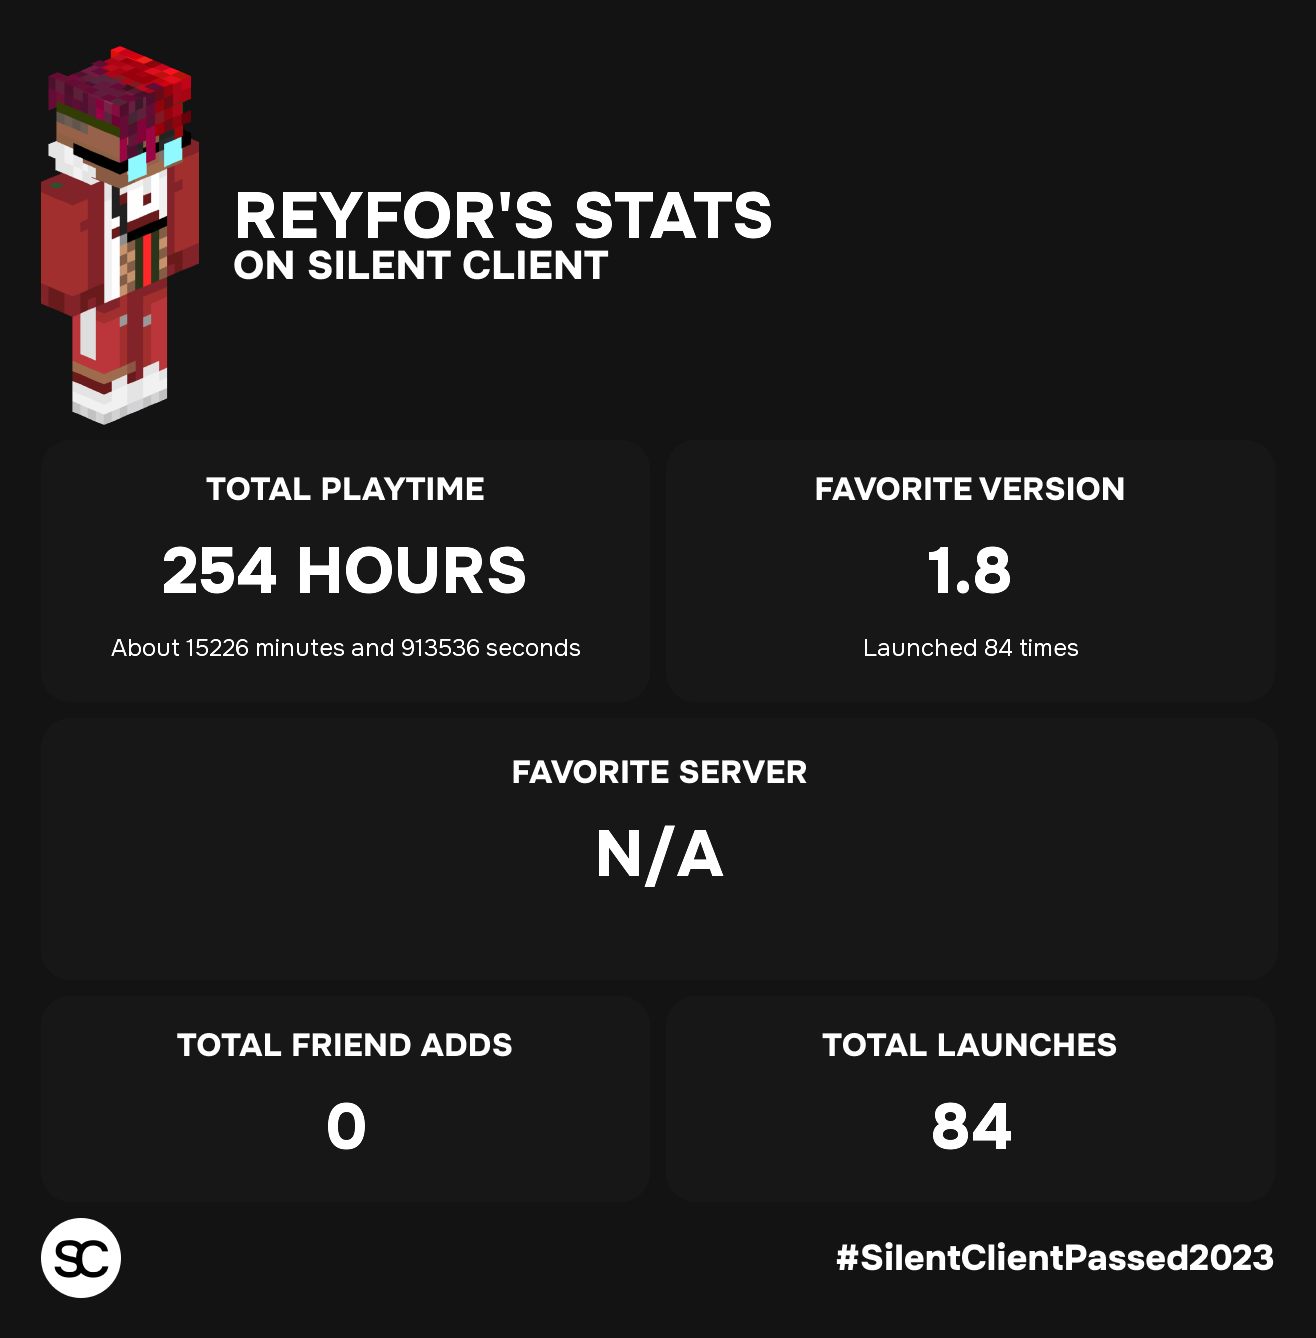 REYFOR'S STATS
ON SILENT CLIENT
TOTAL PLAYTIME
254 HOURS
About 15226 minutes and 913536 seconds
FAVORITE VERSION
1.8
Launched 84 times
FAVORITE SERVER
N/A
TOTAL FRIEND ADDS
0
TOTAL LAUNCHES
84
SC
#SilentClientPassed2023